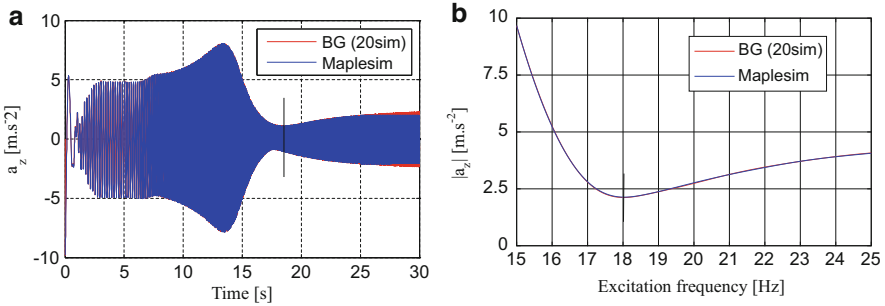 a
BG (20sim)
Maplesim
a_z [m.s-2]
10
5
0
-5
-10
0 5 10 15 20 25 30
Time [s]
b
BG (20sim)
Maplesim
|a_z| [m.s⁻²]
10
7.5
5
2.5
0
15 16 17 18 19 20 21 22 23 24 25
Excitation frequency [Hz]